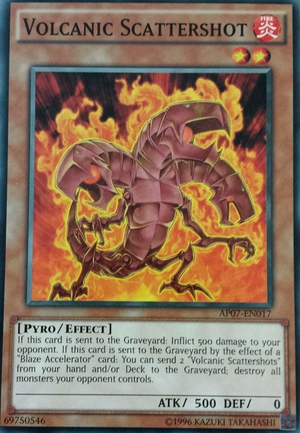 VOLCANIC SCATTERSHOT
FIRE
炎
AP07-EN017
[PYRO/EFFECT]
If this card is sent to the Graveyard: Inflict 500 damage to your
opponent. If this card is sent to the Graveyard by the effect of a
"Blaze Accelerator" card: You can send 2 "Volcanic Scattershots"
from your hand and/or Deck to the Graveyard; destroy all
monsters your opponent controls.
ATK/ 500 DEF/ 0
69750546
©1996 KAZUKI TAKAHASHI